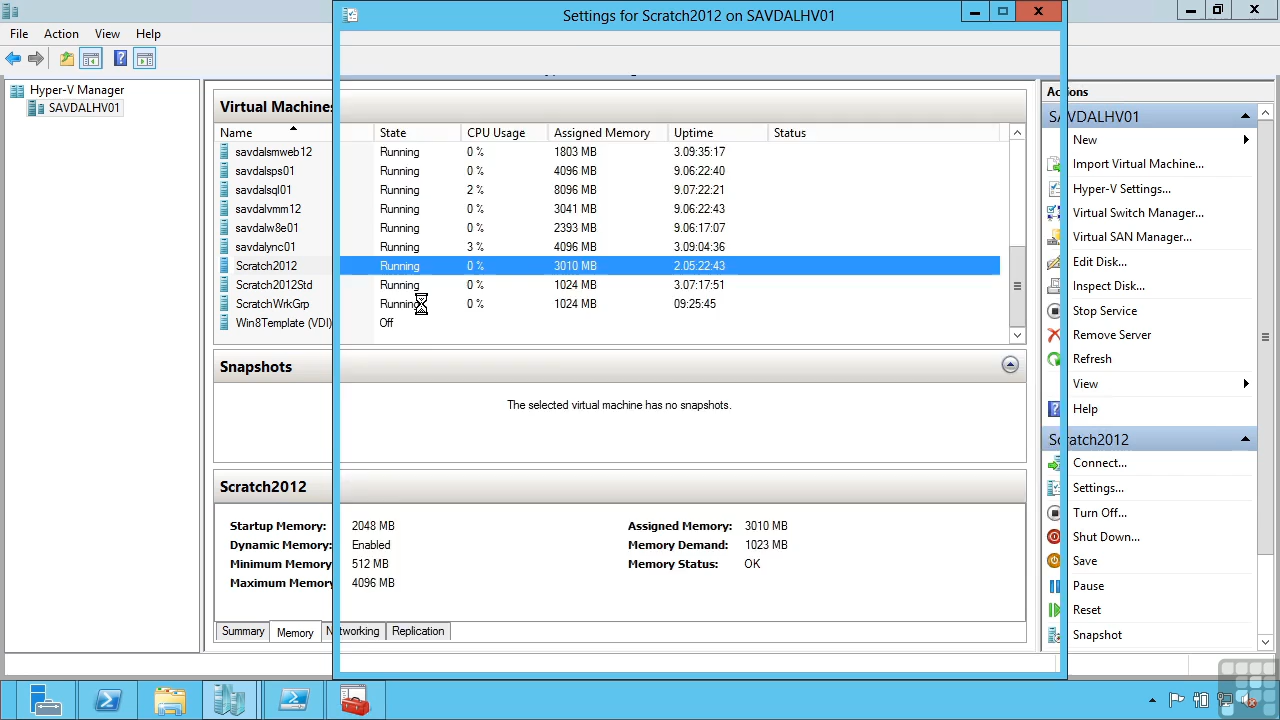 Settings for Scratch2012 on SAVDALHV01
File Action View Help
Hyper-V Manager
SAVDALHV01
Virtual Machines
Name State CPU Usage Assigned Memory Uptime Status
savdalsmweb12 Running 0 % 1803 MB 3.09:35:17
savdalsps01 Running 0 % 4096 MB 9.06:22:40
savdalsql01 Running 2 % 8096 MB 9.07:22:21
savdalvmm12 Running 0 % 3041 MB 9.06:22:43
savdalw8e01 Running 0 % 2393 MB 9.06:17:07
savdalync01 Running 3 % 4096 MB 3.09:04:36
Scratch2012 Running 0 % 3010 MB 2.05:22:43
Scratch2012Std Running 0 % 1024 MB 3.07:17:51
ScratchWrkGrp Running 0 % 1024 MB 09:25:45
Win8Template (VDI) Off
Snapshots
The selected virtual machine has no snapshots.
Scratch2012
Startup Memory: 2048 MB Assigned Memory: 3010 MB
Dynamic Memory: Enabled Memory Demand: 1023 MB
Minimum Memory 512 MB Memory Status: OK
Maximum Memory 4096 MB
Summary Memory Networking Replication
Actions
SAVDALHV01
New
Import Virtual Machine...
Hyper-V Settings...
Virtual Switch Manager...
Virtual SAN Manager...
Edit Disk...
Inspect Disk...
Stop Service
Remove Server
Refresh
View
Help
Scratch2012
Connect...
Settings...
Turn Off...
Shut Down...
Save
Pause
Reset
Snapshot